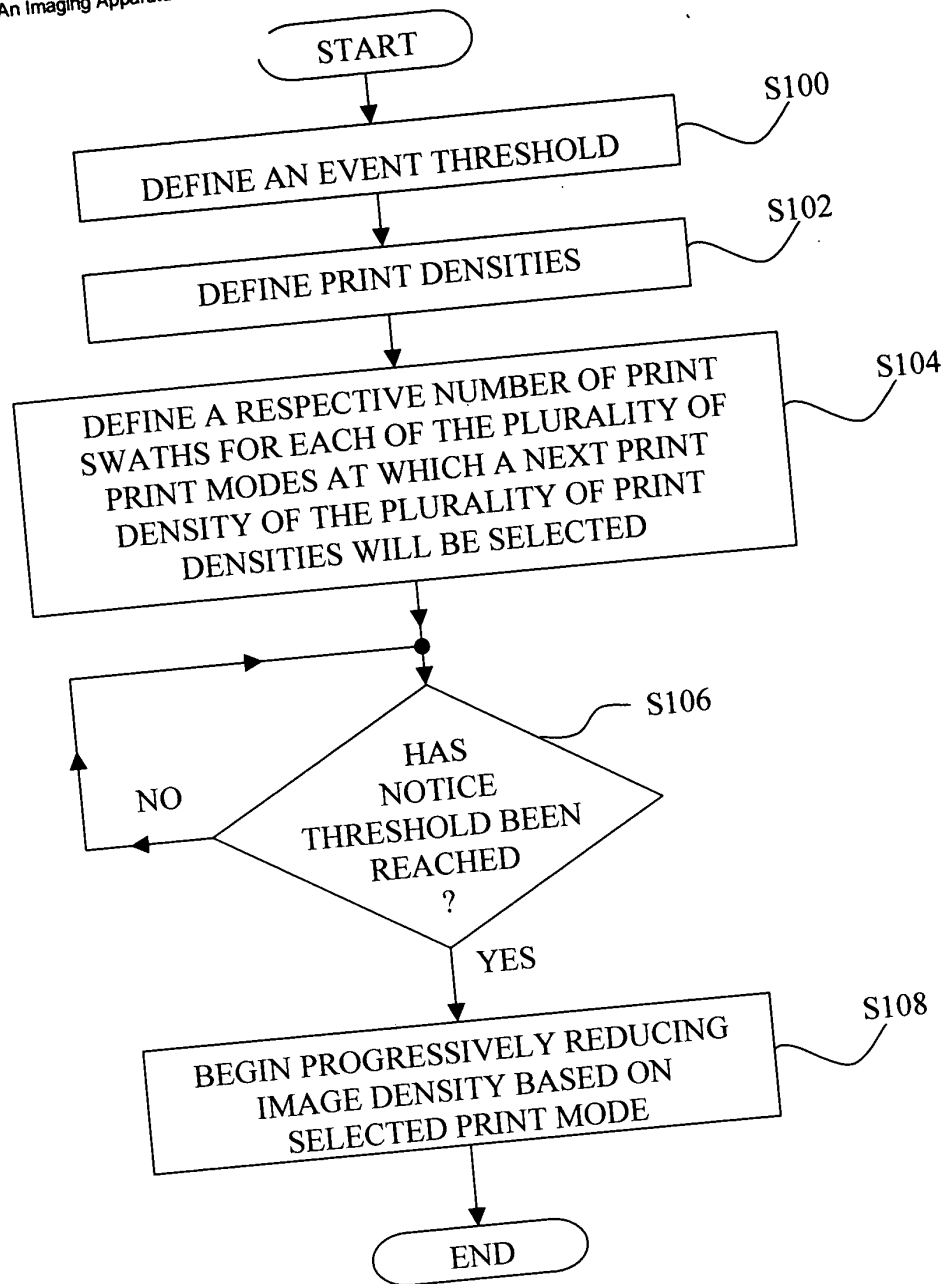 An Imaging Appara
START
S100
DEFINE AN EVENT THRESHOLD
S102
DEFINE PRINT DENSITIES
S104
DEFINE A RESPECTIVE NUMBER OF PRINT
SWATHS FOR EACH OF THE PLURALITY OF
PRINT MODES AT WHICH A NEXT PRINT
DENSITY OF THE PLURALITY OF PRINT
DENSITIES WILL BE SELECTED
S106
HAS
NOTICE
THRESHOLD BEEN
REACHED
?
NO
YES
S108
BEGIN PROGRESSIVELY REDUCING
IMAGE DENSITY BASED ON
SELECTED PRINT MODE
END